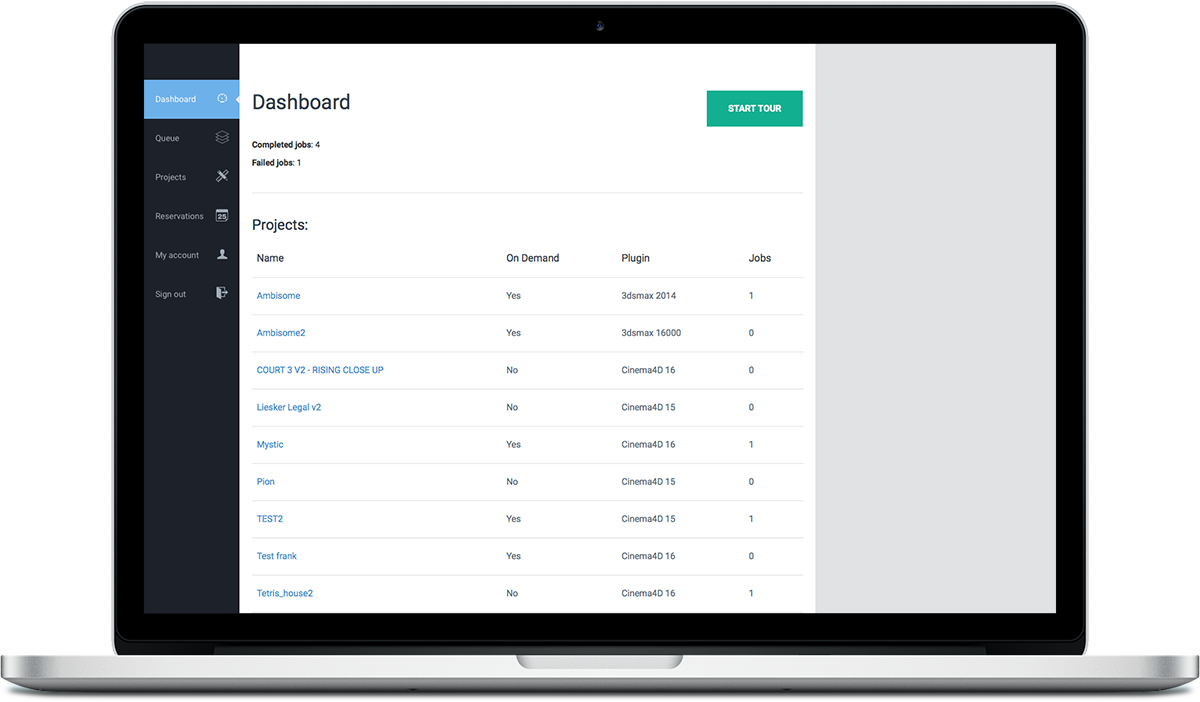 Dashboard
Queue
Projects
Reservations 25
My account
Sign out
Dashboard
START TOUR
Completed jobs: 4
Failed jobs: 1
Projects:
Name On Demand Plugin Jobs
Ambisome Yes 3dsmax 2014 1
Ambisome2 Yes 3dsmax 16000 0
COURT 3 V2 - RISING CLOSE UP No Cinema4D 16 0
Liesker Legal v2 No Cinema4D 15 0
Mystic Yes Cinema4D 16 1
Pion No Cinema4D 15 0
TEST2 Yes Cinema4D 15 1
Test frank Yes Cinema4D 16 0
Tetris_house2 No Cinema4D 16 1